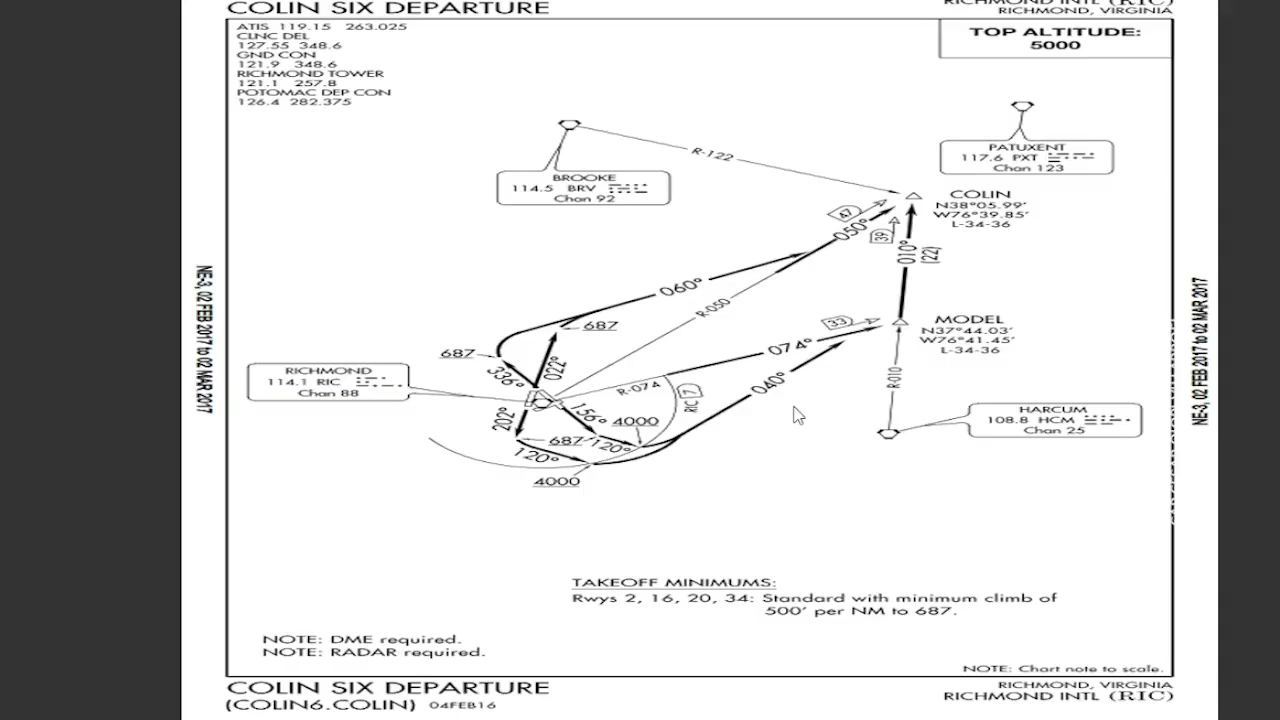 COLIN SIX DEPARTURE
RICHMOND INTL (RIC)
RICHMOND, VIRGINIA
ATIS 119.15 263.025
CLNC DEL
127.55 348.6
GND CON
121.9 348.6
RICHMOND TOWER
121.1 257.8
POTOMAC DEP CON
126.4 282.375
TOP ALTITUDE:
5000
PATUXENT
117.6 PXT
Chan 123
R-122
BROOKE
114.5 BRV
Chan 92
COLIN
N38°05.99'
W76°39.85'
L-34-36
47
050°
39
010°
(22)
060°
R-050
687
687
33
MODEL
N37°44.03'
W76°41.45'
L-34-36
074°
336°
022°
RICHMOND
114.1 RIC
Chan 88
R-074
RIC 7
040°
R-010
HARCUM
108.8 HCM
Chan 25
202°
156°
4000
687
120°
120°
4000
TAKEOFF MINIMUMS:
Rwys 2, 16, 20, 34: Standard with minimum climb of
500' per NM to 687.
NOTE: DME required.
NOTE: RADAR required.
NOTE: Chart note to scale.
COLIN SIX DEPARTURE
(COLIN6.COLIN) 04FEB16
RICHMOND, VIRGINIA
RICHMOND INTL (RIC)
NE-3, 02 FEB 2017 to 02 MAR 2017
NE-3, 02 FEB 2017 to 02 MAR 2017